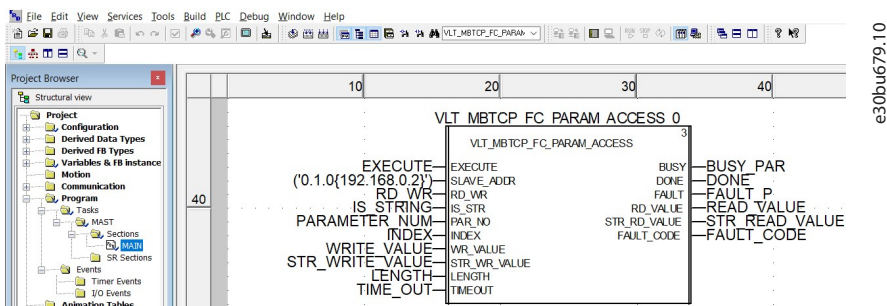 File Edit View Services Tools Build PLC Debug Window Help
VLT_MBTCP_FC_PARAM
Project Browser
Structural view
Project
Configuration
Derived Data Types
Derived FB Types
Variables & FB instance
Motion
Communication
Program
Tasks
MAST
Sections
MAIN
SR Sections
Events
Timer Events
I/O Events
Animation Tables
10 20 30 40
40
VLT_MBTCP_FC_PARAM_ACCESS_0
3
VLT_MBTCP_FC_PARAM_ACCESS
EXECUTE EXECUTE BUSY BUSY_PAR
('0.1.0{192.168.0.2}') SLAVE_ADDR DONE DONE
RD_WR RD_WR FAULT FAULT_P
IS_STRING IS_STR RD_VALUE READ_VALUE
PARAMETER_NUM PAR_NO STR_RD_VALUE STR_READ_VALUE
INDEX INDEX FAULT_CODE FAULT_CODE
WRITE_VALUE WR_VALUE
STR_WRITE_VALUE STR_WR_VALUE
LENGTH LENGTH
TIME_OUT TIMEOUT
e30bu679.10